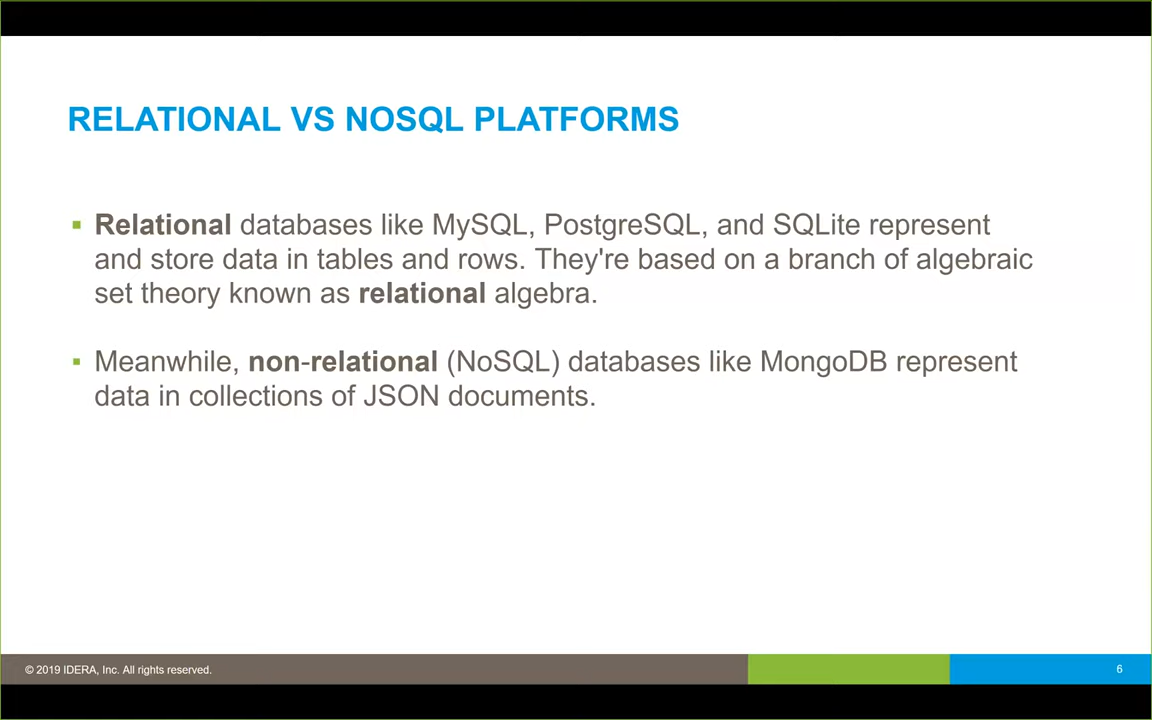 RELATIONAL VS NOSQL PLATFORMS
Relational databases like MySQL, PostgreSQL, and SQLite represent
and store data in tables and rows. They're based on a branch of algebraic
set theory known as relational algebra.
Meanwhile, non-relational (NoSQL) databases like MongoDB represent
data in collections of JSON documents.
© 2019 IDERA, Inc. All rights reserved.
6